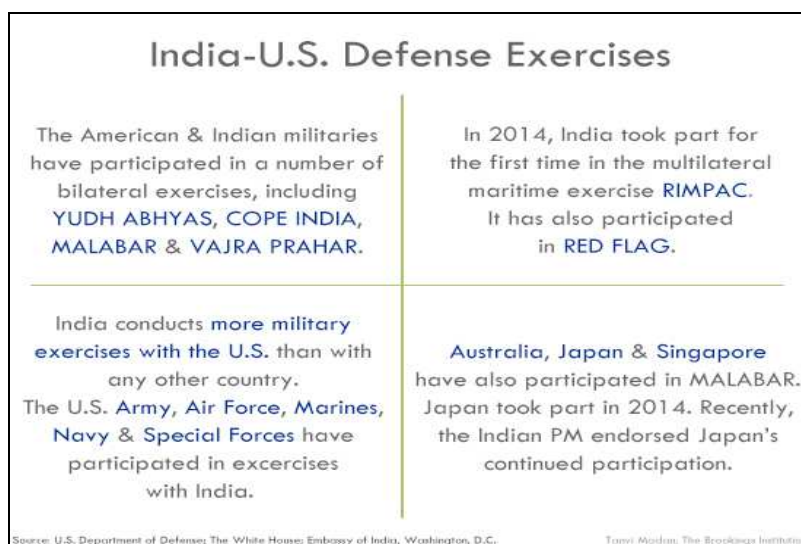 India-U.S. Defense Exercises
The American & Indian militaries
have participated in a number of
bilateral exercises, including
YUDH ABHYAS, COPE INDIA,
MALABAR & VAJRA PRAHAR.
In 2014, India took part for
the first time in the multilateral
maritime exercise RIMPAC.
It has also participated
in RED FLAG.
India conducts more military
exercises with the U.S. than with
any other country.
The U.S. Army, Air Force, Marines,
Navy & Special Forces have
participated in excercises
with India.
Australia, Japan & Singapore
have also participated in MALABAR.
Japan took part in 2014. Recently,
the Indian PM endorsed Japan's
continued participation.
Source: U.S. Department of Defense; The White House; Embassy of India, Washington, D.C.
Tanvi Madan; The Brookings Institution